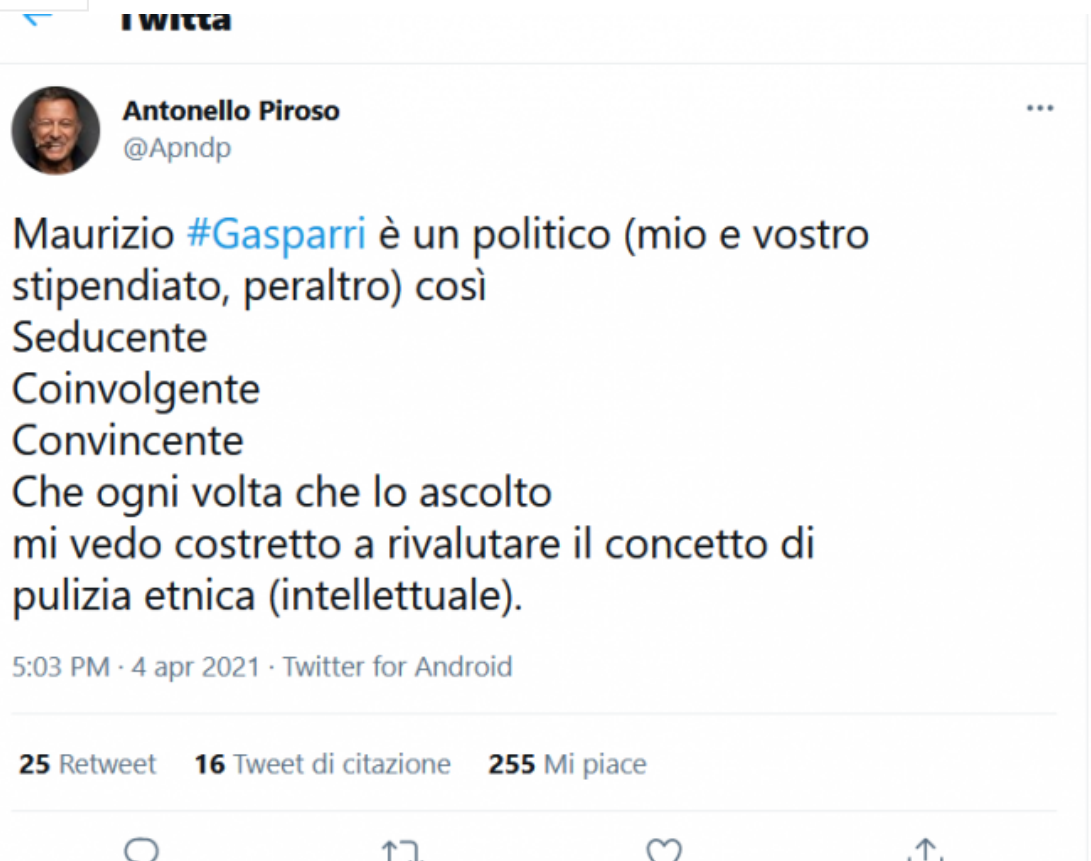 Twitta
Antonello Piroso
@Apndp
Maurizio #Gasparri è un politico (mio e vostro
stipendiato, peraltro) così
Seducente
Coinvolgente
Convincente
Che ogni volta che lo ascolto
mi vedo costretto a rivalutare il concetto di
pulizia etnica (intellettuale).
5:03 PM · 4 apr 2021 · Twitter for Android
25 Retweet 16 Tweet di citazione 255 Mi piace